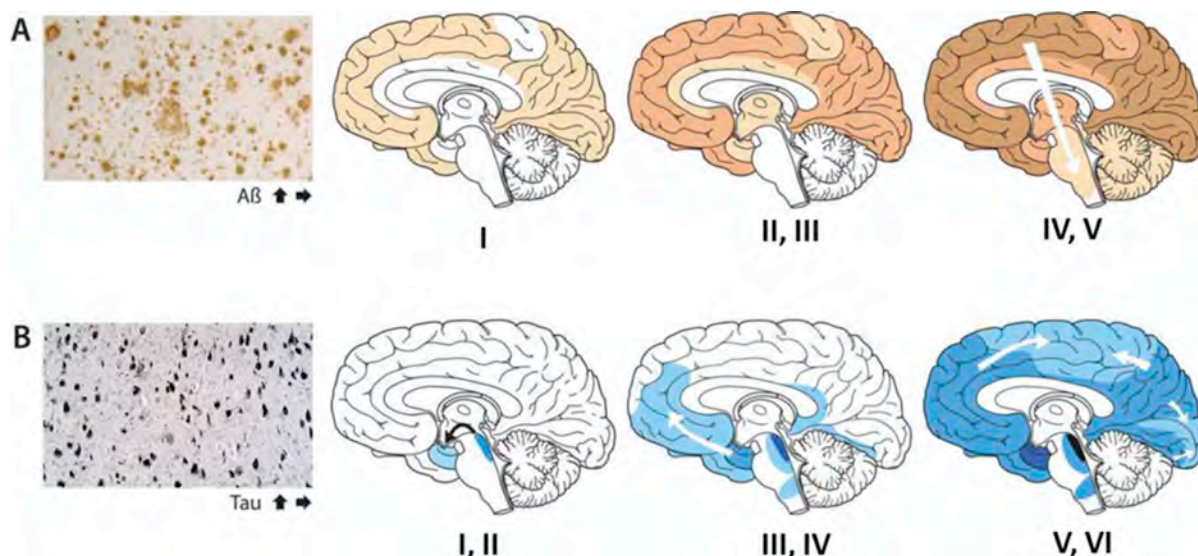 A
Aß
I
II, III
IV, V
B
Tau
I, II
III, IV
V, VI